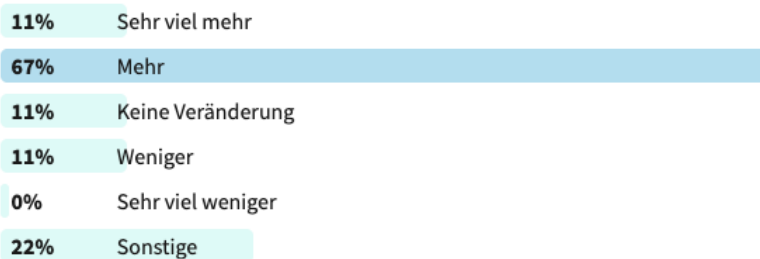 11% Sehr viel mehr
67% Mehr
11% Keine Veränderung
11% Weniger
0% Sehr viel weniger
22% Sonstige